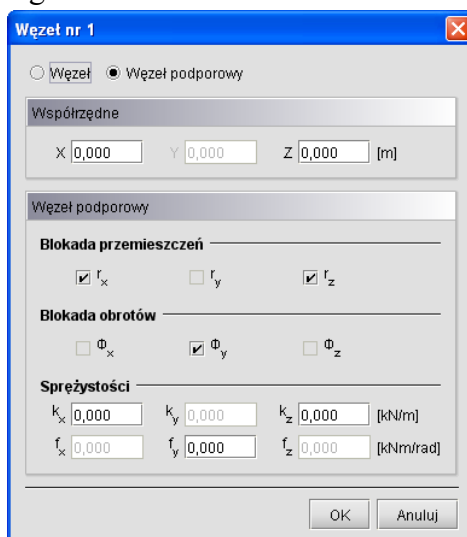 Węzeł nr 1
Węzeł Węzeł podporowy
Współrzędne
X 0,000 Y 0,000 Z 0,000 [m]
Węzeł podporowy
Blokada przemieszczeń
rx ry rz
Blokada obrotów
Φx Φy Φz
Sprężystości
kx 0,000 ky 0,000 kz 0,000 [kN/m]
fx 0,000 fy 0,000 fz 0,000 [kNm/rad]
OK Anuluj